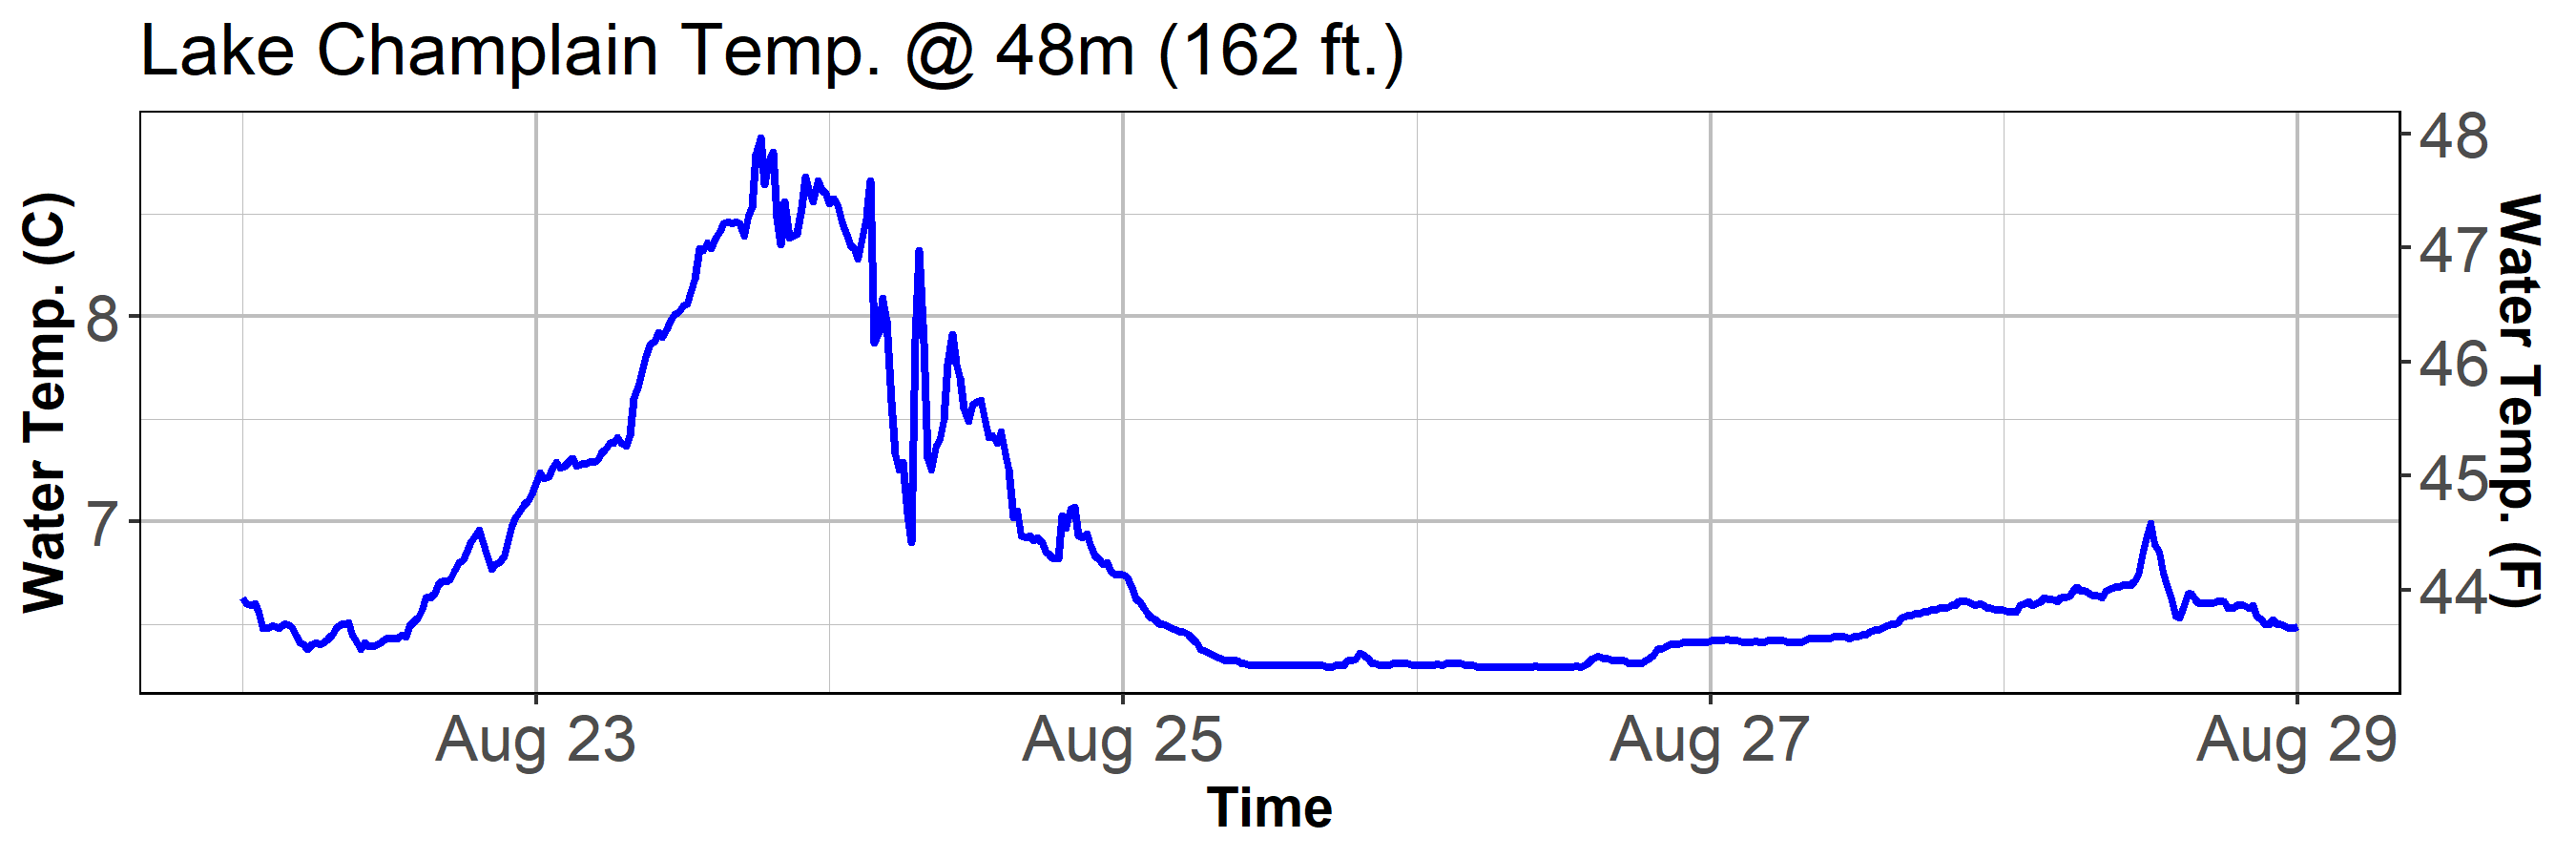 Lake Champlain Temp. @ 48m (162 ft.)
Water Temp. (C)
8
7
48
47
46
45
44
Water Temp. (F)
Aug 23
Aug 25
Aug 27
Aug 29
Time